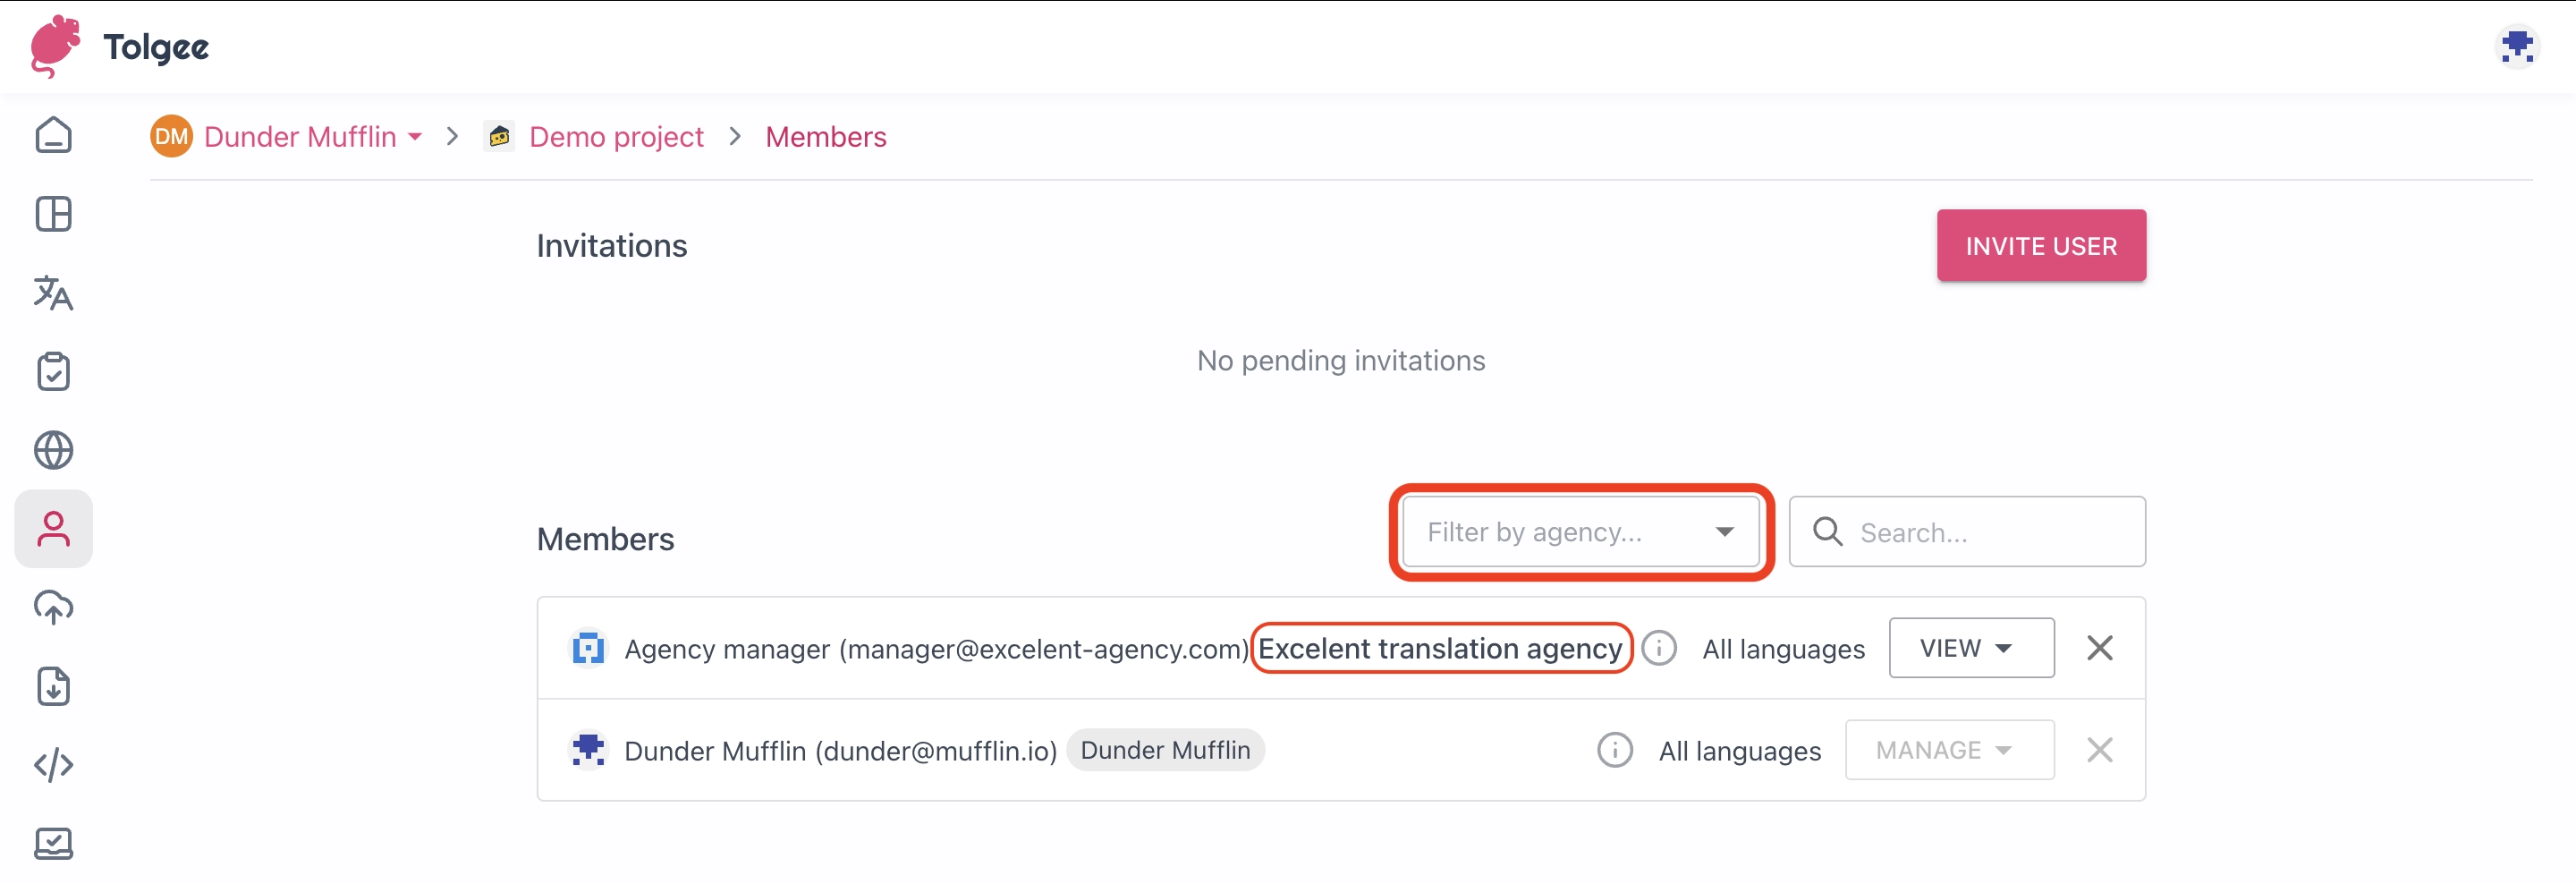 Tolgee
DM Dunder Mufflin > Demo project > Members
Invitations
INVITE USER
No pending invitations
Members
Filter by agency...
Search...
Agency manager (manager@excelent-agency.com) Excelent translation agency All languages VIEW
Dunder Mufflin (dunder@mufflin.io) Dunder Mufflin All languages MANAGE